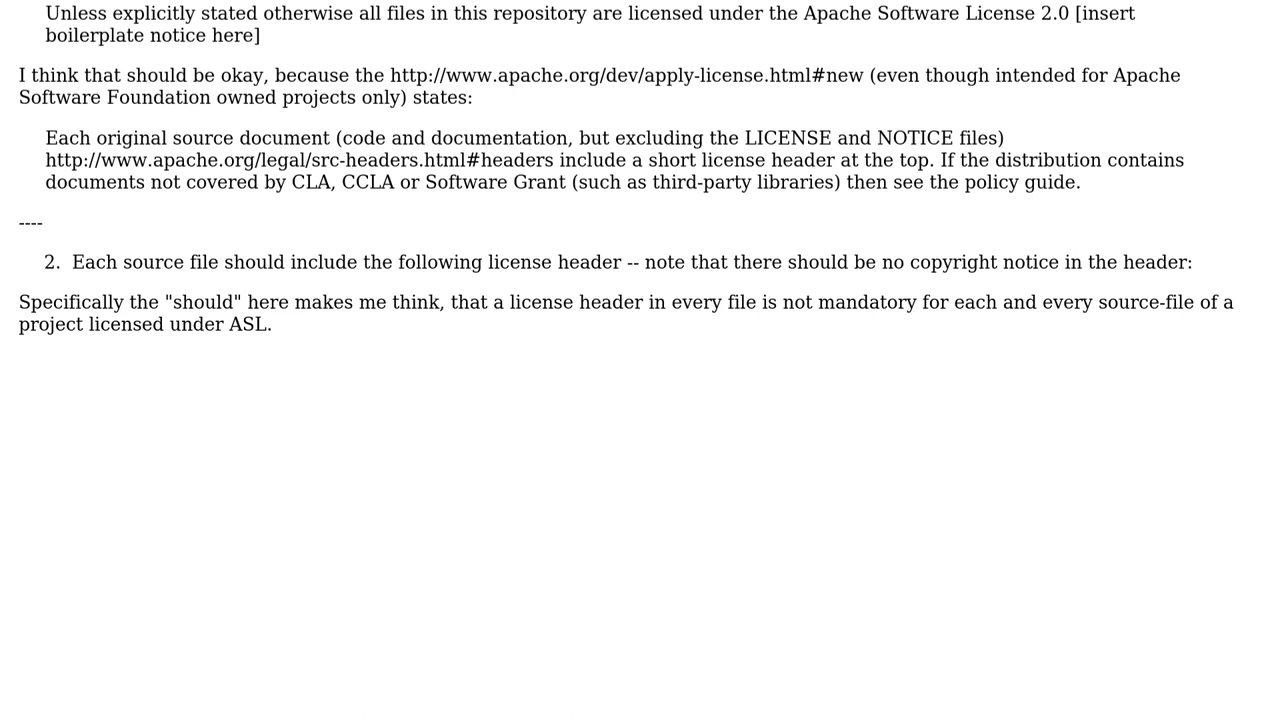 Unless explicitly stated otherwise all files in this repository are licensed under the Apache Software License 2.0 [insert
boilerplate notice here]
I think that should be okay, because the http://www.apache.org/dev/apply-license.html#new (even though intended for Apache
Software Foundation owned projects only) states:
Each original source document (code and documentation, but excluding the LICENSE and NOTICE files)
http://www.apache.org/legal/src-headers.html#headers include a short license header at the top. If the distribution contains
documents not covered by CLA, CCLA or Software Grant (such as third-party libraries) then see the policy guide.
----
2. Each source file should include the following license header -- note that there should be no copyright notice in the header:
Specifically the "should" here makes me think, that a license header in every file is not mandatory for each and every source-file of a
project licensed under ASL.